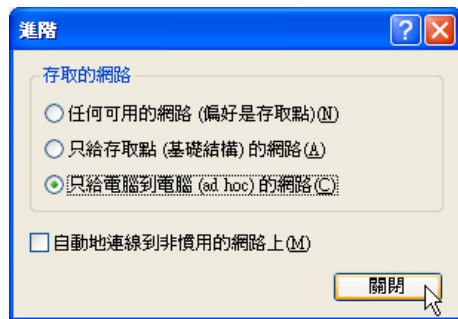 進階
存取的網路
任何可用的網路 (偏好是存取點)(N)
只給存取點 (基礎結構) 的網路(A)
只給電腦到電腦 (ad hoc) 的網路(C)
自動地連線到非慣用的網路上(M)
關閉